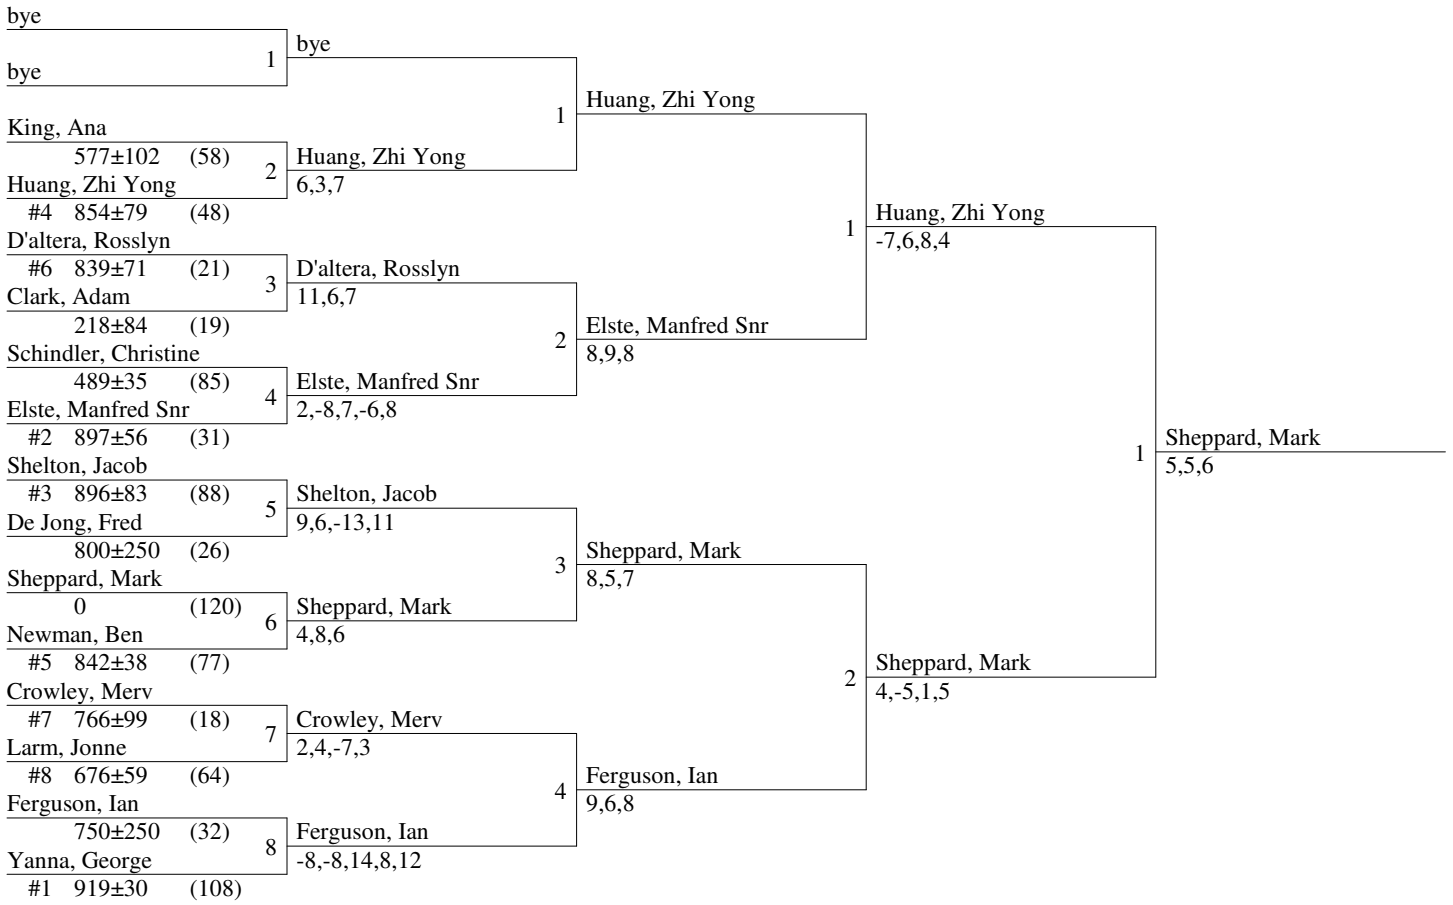 bye
1
bye
bye
King, Ana
577±102 (58)
2
Huang, Zhi Yong
#4 854±79 (48)
Huang, Zhi Yong
6,3,7
1
Huang, Zhi Yong
D'altera, Rosslyn
#6 839±71 (21)
3
Clark, Adam
218±84 (19)
D'altera, Rosslyn
11,6,7
Schindler, Christine
489±35 (85)
4
Elste, Manfred Snr
#2 897±56 (31)
Elste, Manfred Snr
2,-8,7,-6,8
2
Elste, Manfred Snr
8,9,8
1
Huang, Zhi Yong
-7,6,8,4
Shelton, Jacob
#3 896±83 (88)
5
De Jong, Fred
800±250 (26)
Shelton, Jacob
9,6,-13,11
Sheppard, Mark
0 (120)
6
Newman, Ben
#5 842±38 (77)
Sheppard, Mark
4,8,6
3
Sheppard, Mark
8,5,7
Crowley, Merv
#7 766±99 (18)
7
Larm, Jonne
#8 676±59 (64)
Crowley, Merv
2,4,-7,3
Ferguson, Ian
750±250 (32)
8
Yanna, George
#1 919±30 (108)
Ferguson, Ian
-8,-8,14,8,12
4
Ferguson, Ian
9,6,8
2
Sheppard, Mark
4,-5,1,5
1
Sheppard, Mark
5,5,6